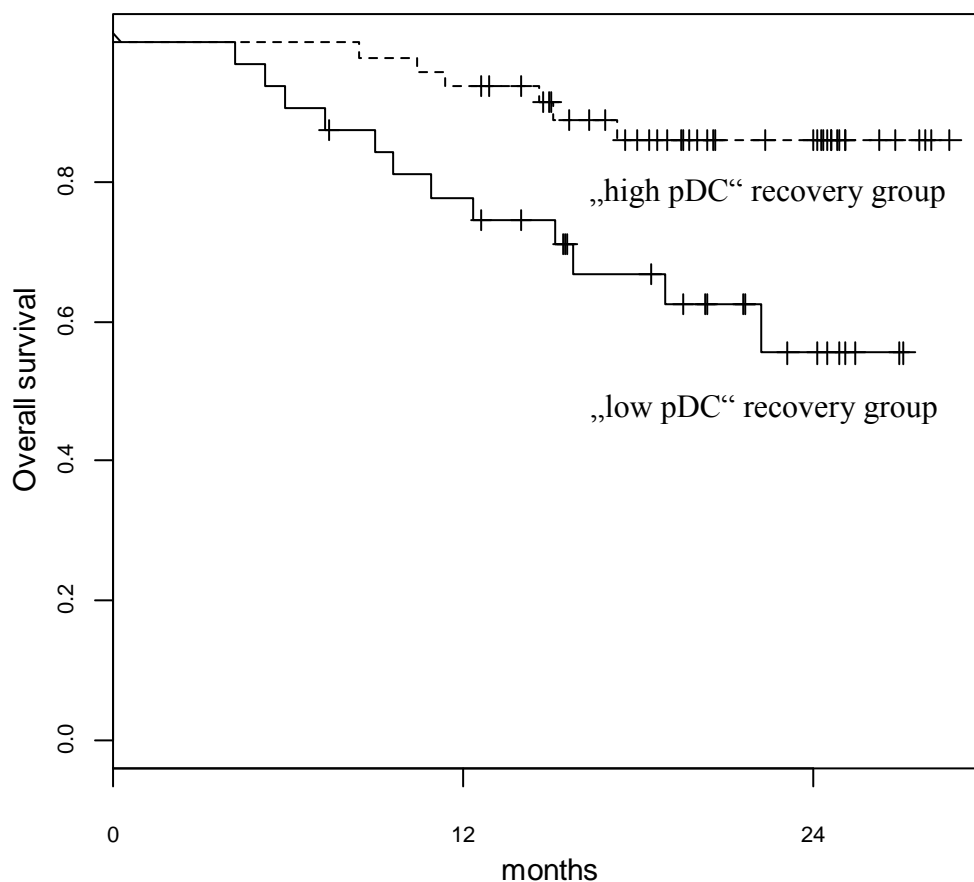 Overall survival
0.8
0.6
0.4
0.2
0.0
„high pDC“ recovery group
„low pDC“ recovery group
0 12 24
months